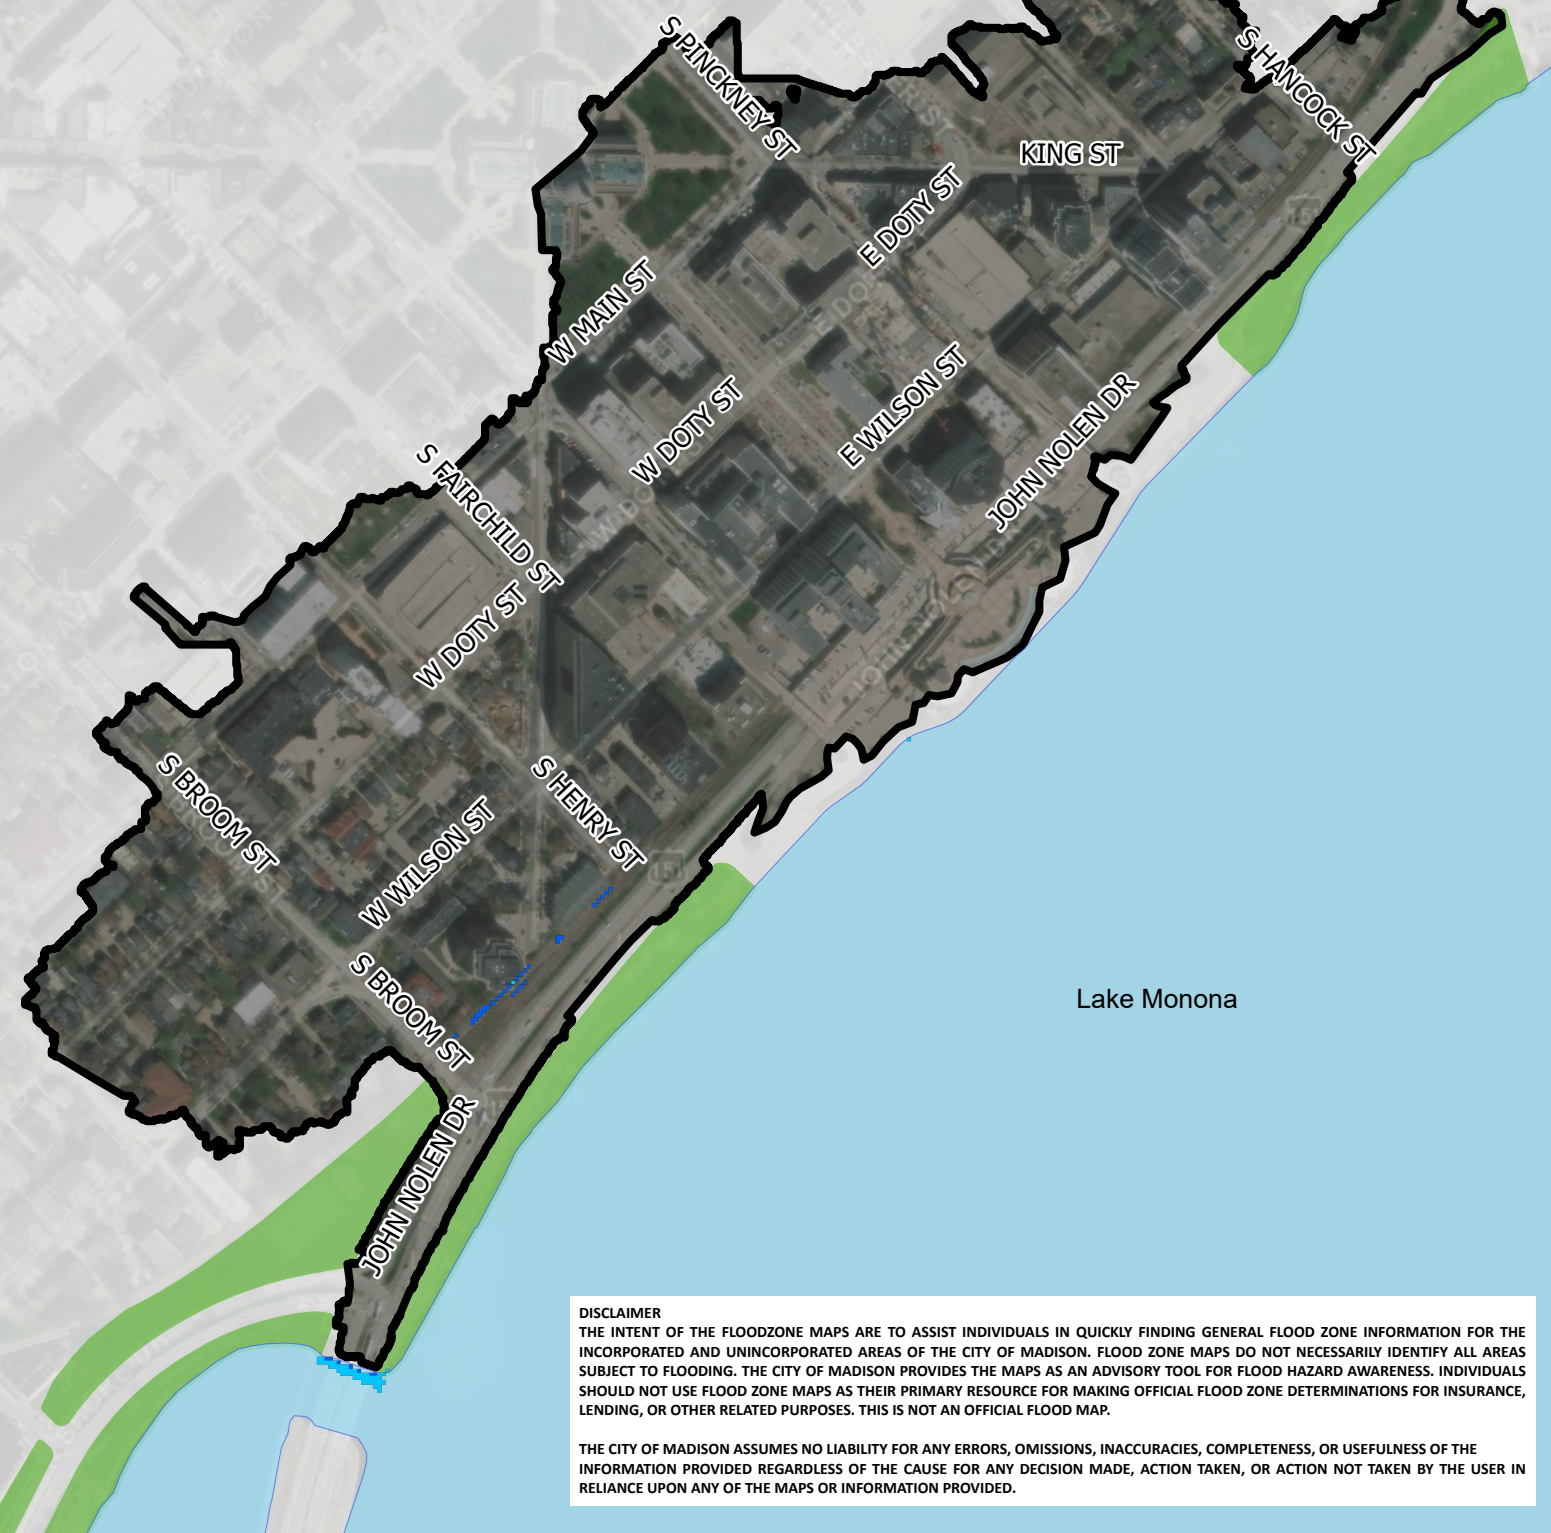 S PINCKNEY ST
S HANCOCK ST
KING ST
E DOTY ST
W MAIN ST
E WILSON ST
W DOTY ST
JOHN NOLEN DR
S FAIRCHILD ST
W DOTY ST
S BROOM ST
S HENRY ST
W WILSON ST
151
S BROOM ST
Lake Monona
JOHN NOLEN DR
DISCLAIMER
THE INTENT OF THE FLOODZONE MAPS ARE TO ASSIST INDIVIDUALS IN QUICKLY FINDING GENERAL FLOOD ZONE INFORMATION FOR THE
INCORPORATED AND UNINCORPORATED AREAS OF THE CITY OF MADISON. FLOOD ZONE MAPS DO NOT NECESSARILY IDENTIFY ALL AREAS
SUBJECT TO FLOODING. THE CITY OF MADISON PROVIDES THE MAPS AS AN ADVISORY TOOL FOR FLOOD HAZARD AWARENESS. INDIVIDUALS
SHOULD NOT USE FLOOD ZONE MAPS AS THEIR PRIMARY RESOURCE FOR MAKING OFFICIAL FLOOD ZONE DETERMINATIONS FOR INSURANCE,
LENDING, OR OTHER RELATED PURPOSES. THIS IS NOT AN OFFICIAL FLOOD MAP.
THE CITY OF MADISON ASSUMES NO LIABILITY FOR ANY ERRORS, OMISSIONS, INACCURACIES, COMPLETENESS, OR USEFULNESS OF THE
INFORMATION PROVIDED REGARDLESS OF THE CAUSE FOR ANY DECISION MADE, ACTION TAKEN, OR ACTION NOT TAKEN BY THE USER IN
RELIANCE UPON ANY OF THE MAPS OR INFORMATION PROVIDED.